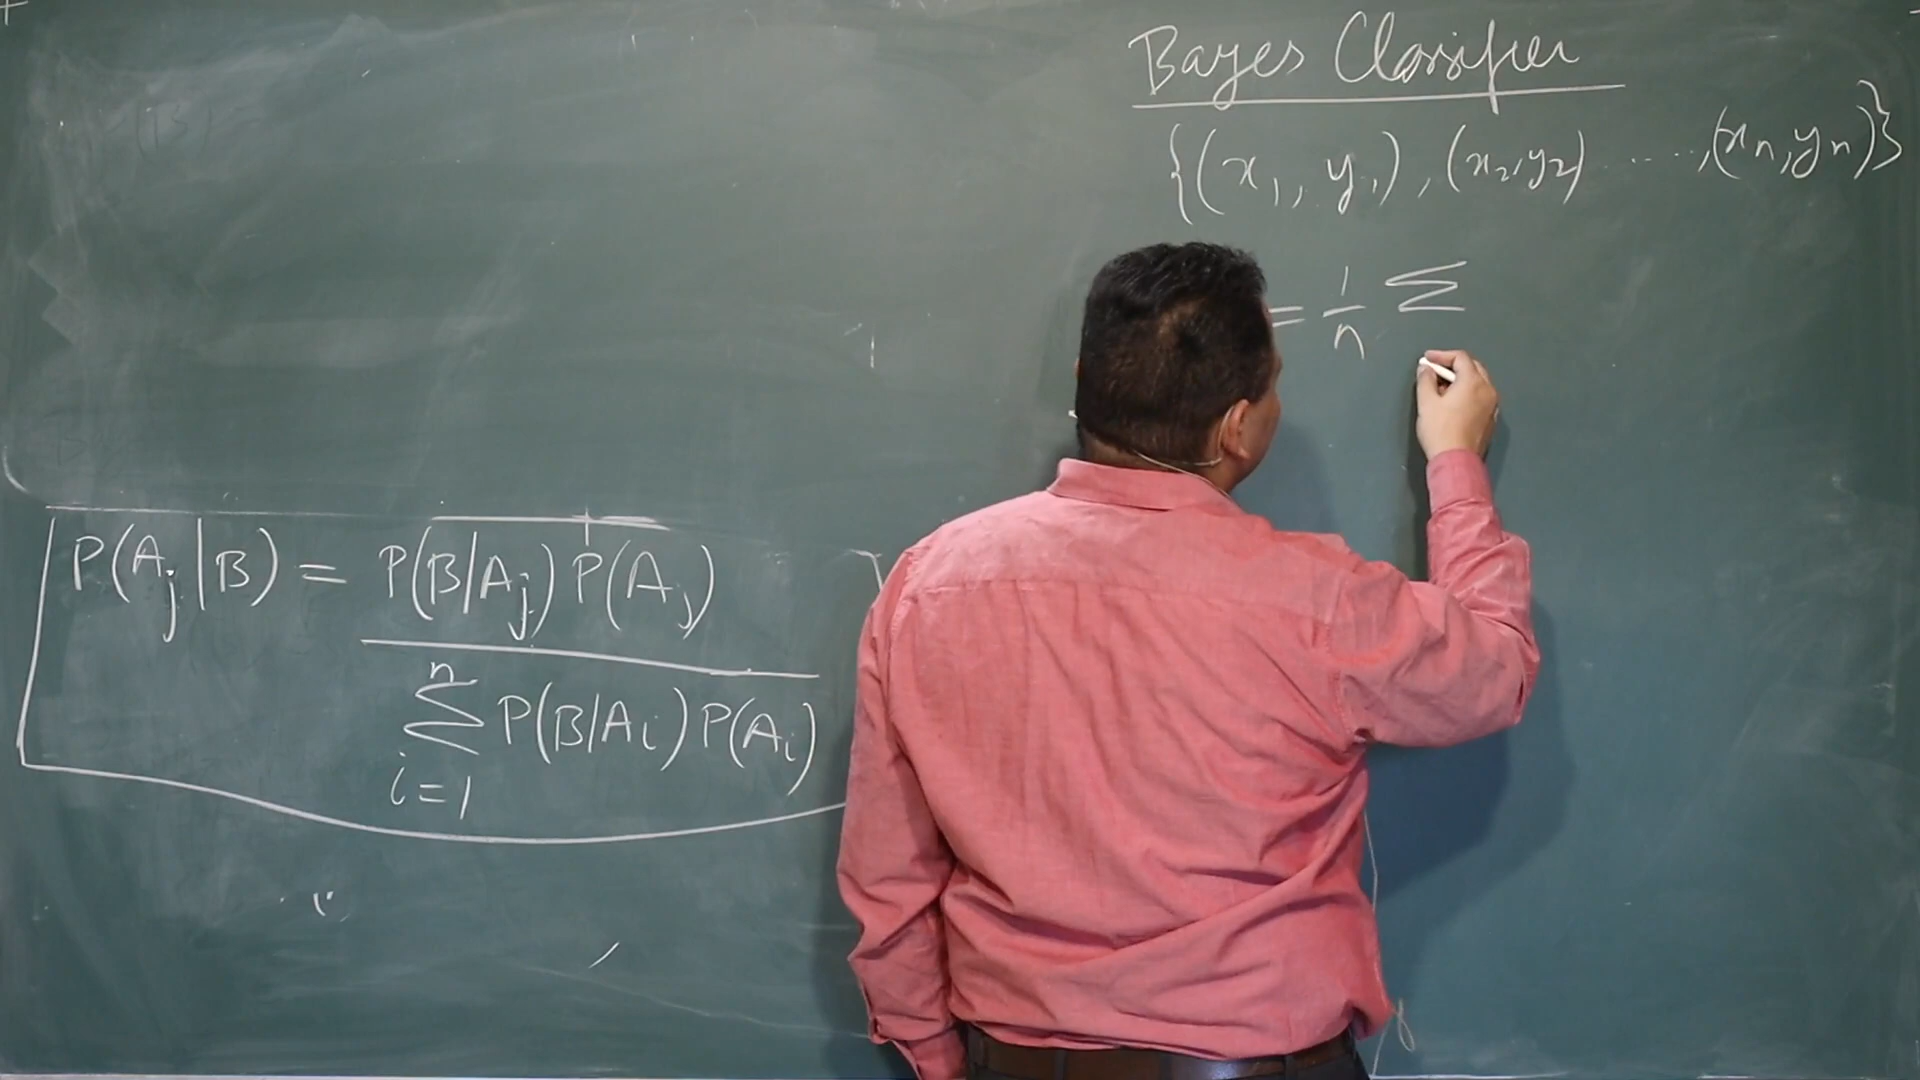 Bayes Classifier
{(x₁, y₁), (x₂, y₂) ....., (xₙ, yₙ)}
= 1/n Σ
P(Aⱼ|B) = P(B|Aⱼ) P(Aⱼ)
n
Σ P(B|Aᵢ) P(Aᵢ)
i=1